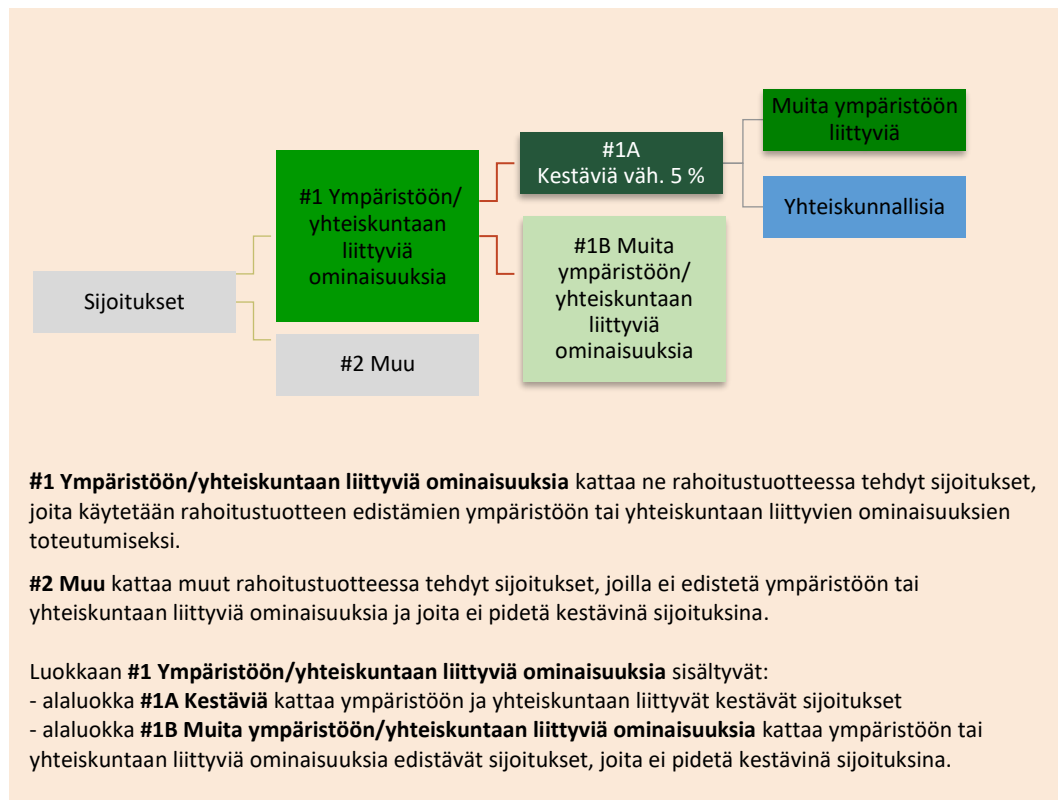 Muita ympäristöön
liittyviä
#1A
Kestäviä väh. 5 %
#1 Ympäristöön/
yhteiskuntaan
liittyviä
ominaisuuksia
Yhteiskunnallisia
#1B Muita
ympäristöön/
yhteiskuntaan
liittyviä
ominaisuuksia
Sijoitukset
#2 Muu
#1 Ympäristöön/yhteiskuntaan liittyviä ominaisuuksia kattaa ne rahoitustuotteessa tehdyt sijoitukset,
joita käytetään rahoitustuotteen edistämien ympäristöön tai yhteiskuntaan liittyvien ominaisuuksien
toteutumiseksi.
#2 Muu kattaa muut rahoitustuotteessa tehdyt sijoitukset, joilla ei edistetä ympäristöön tai
yhteiskuntaan liittyviä ominaisuuksia ja joita ei pidetä kestävinä sijoituksina.
Luokkaan #1 Ympäristöön/yhteiskuntaan liittyviä ominaisuuksia sisältyvät:
- alaluokka #1A Kestäviä kattaa ympäristöön ja yhteiskuntaan liittyvät kestävät sijoitukset
- alaluokka #1B Muita ympäristöön/yhteiskuntaan liittyviä ominaisuuksia kattaa ympäristöön tai
yhteiskuntaan liittyviä ominaisuuksia edistävät sijoitukset, joita ei pidetä kestävinä sijoituksina.